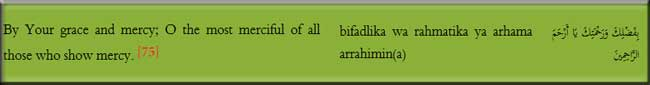 By Your grace and mercy; O the most merciful of all
those who show mercy. [75]
bifadlika wa rahmatika ya arhama
arrahimin(a)
بِفَضْلِكَ وَرَحْمَتِكَ يَا أَرْحَمَ
الرَّاحِمِينَ